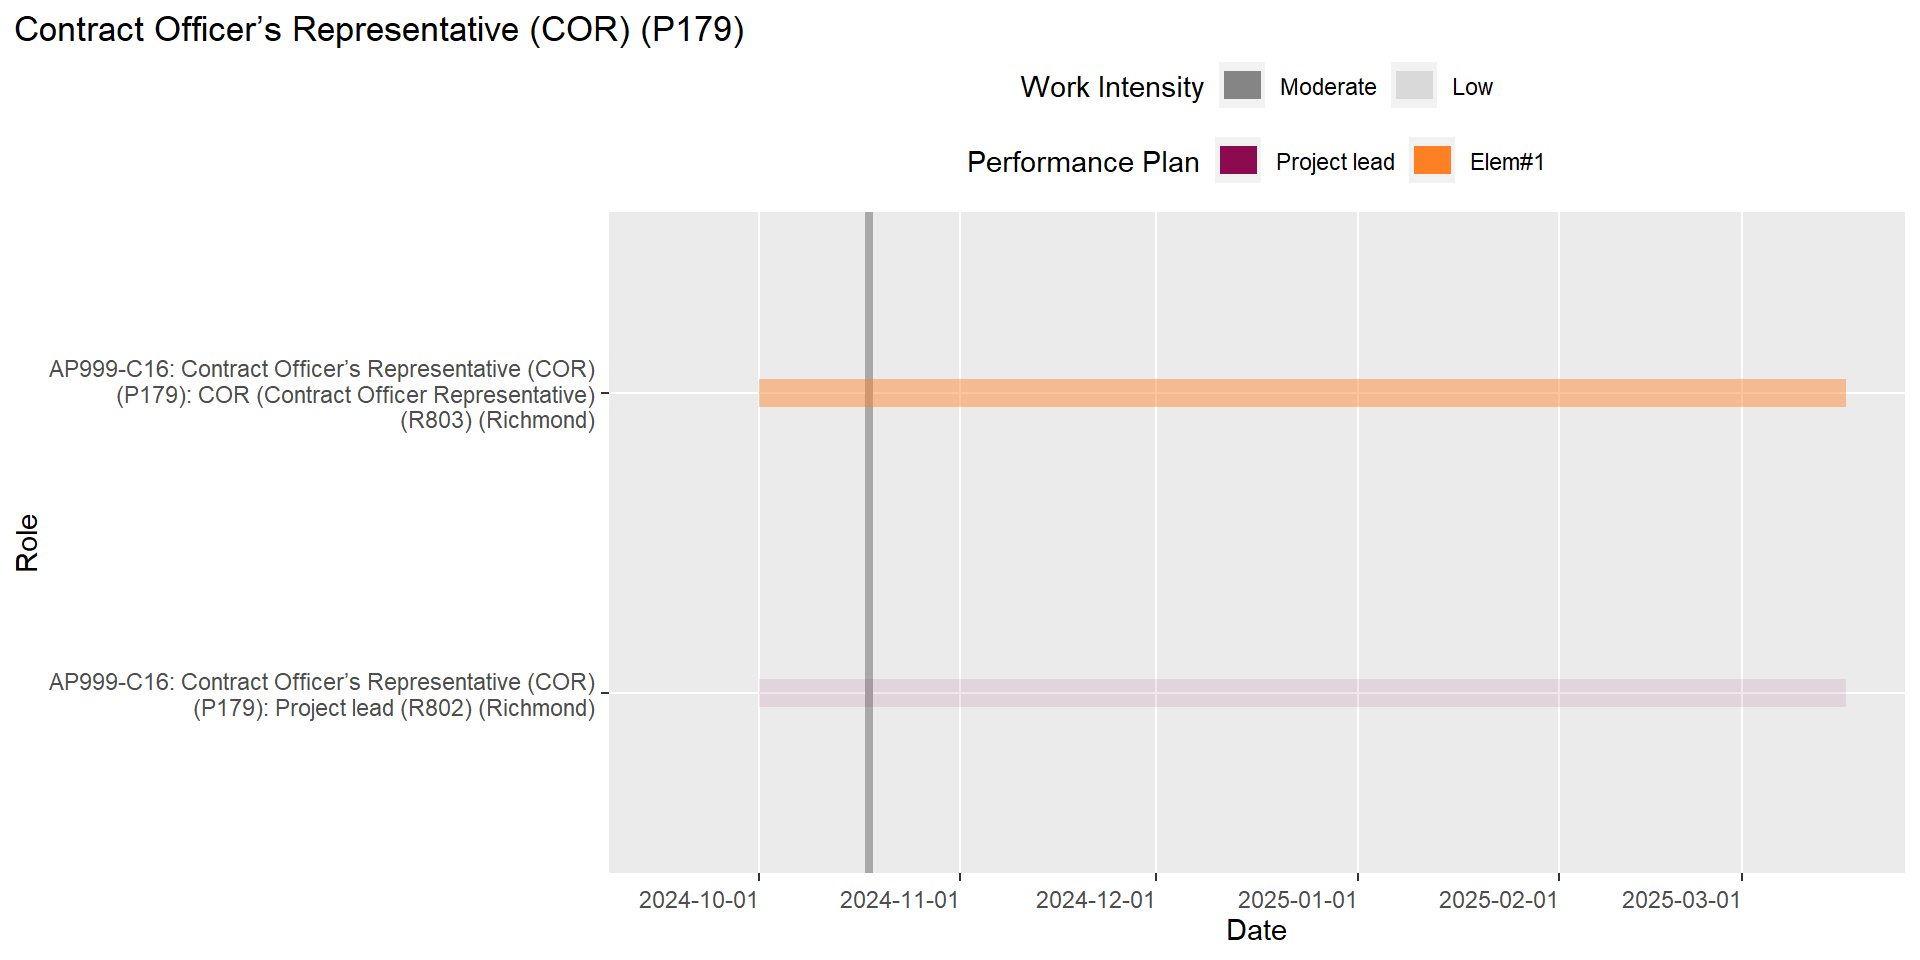 Contract Officer’s Representative (COR) (P179)
Work Intensity Moderate Low
Performance Plan Project lead Elem#1
AP999-C16: Contract Officer’s Representative (COR)
(P179): COR (Contract Officer Representative)
(R803) (Richmond)
Role
AP999-C16: Contract Officer’s Representative (COR)
(P179): Project lead (R802) (Richmond)
2024-10-01 2024-11-01 2024-12-01 2025-01-01 2025-02-01 2025-03-01
Date